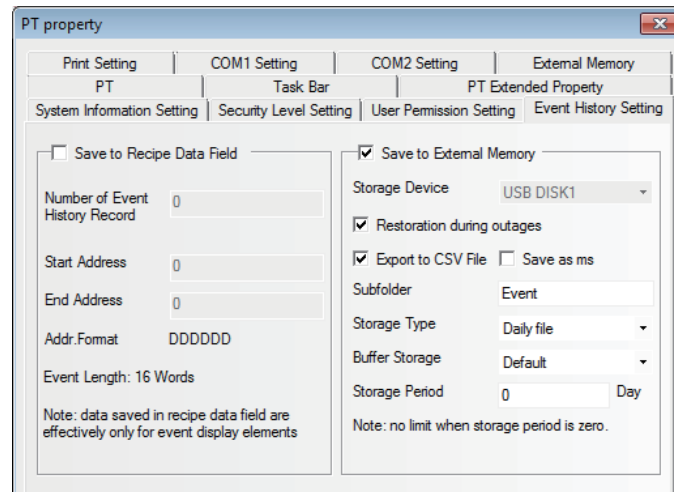 PT property
Print Setting
COM1 Setting
COM2 Setting
External Memory
PT
Task Bar
PT Extended Property
System Information Setting
Security Level Setting
User Permission Setting
Event History Setting
Save to Recipe Data Field
Number of Event
History Record
0
Start Address
0
End Address
0
Addr.Format DDDDDD
Event Length: 16 Words
Note: data saved in recipe data field are
effectively only for event display elements
Save to External Memory
Storage Device
USB DISK1
Restoration during outages
Export to CSV File
Save as ms
Subfolder
Event
Storage Type
Daily file
Buffer Storage
Default
Storage Period
0
Day
Note: no limit when storage period is zero.